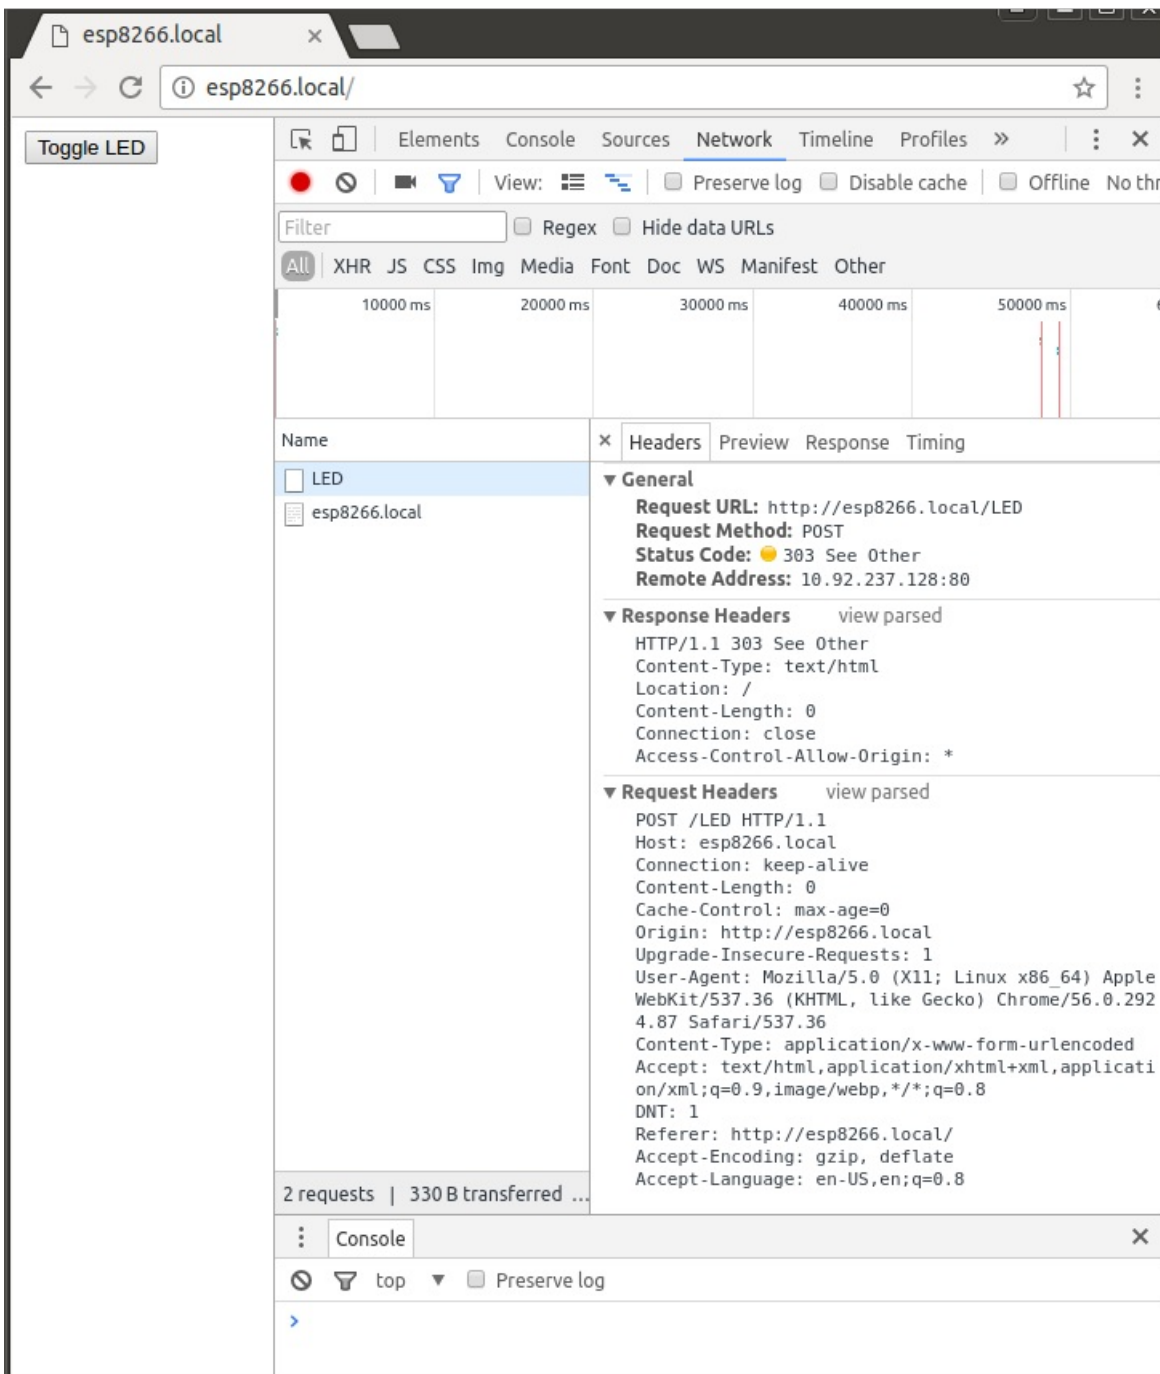 esp8266.local ×
esp8266.local/
Toggle LED
Elements Console Sources Network Timeline Profiles »
View: Preserve log Disable cache Offline No thr
Filter Regex Hide data URLs
All XHR JS CSS Img Media Font Doc WS Manifest Other
10000 ms 20000 ms 30000 ms 40000 ms 50000 ms
Name
LED
esp8266.local
× Headers Preview Response Timing
General
Request URL: http://esp8266.local/LED
Request Method: POST
Status Code: 303 See Other
Remote Address: 10.92.237.128:80
Response Headers view parsed
HTTP/1.1 303 See Other
Content-Type: text/html
Location: /
Content-Length: 0
Connection: close
Access-Control-Allow-Origin: *
Request Headers view parsed
POST /LED HTTP/1.1
Host: esp8266.local
Connection: keep-alive
Content-Length: 0
Cache-Control: max-age=0
Origin: http://esp8266.local
Upgrade-Insecure-Requests: 1
User-Agent: Mozilla/5.0 (X11; Linux x86_64) Apple
WebKit/537.36 (KHTML, like Gecko) Chrome/56.0.292
4.87 Safari/537.36
Content-Type: application/x-www-form-urlencoded
Accept: text/html,application/xhtml+xml,applicati
on/xml;q=0.9,image/webp,*/*;q=0.8
DNT: 1
Referer: http://esp8266.local/
Accept-Encoding: gzip, deflate
Accept-Language: en-US,en;q=0.8
2 requests | 330 B transferred ...
Console
top ▼ Preserve log
>